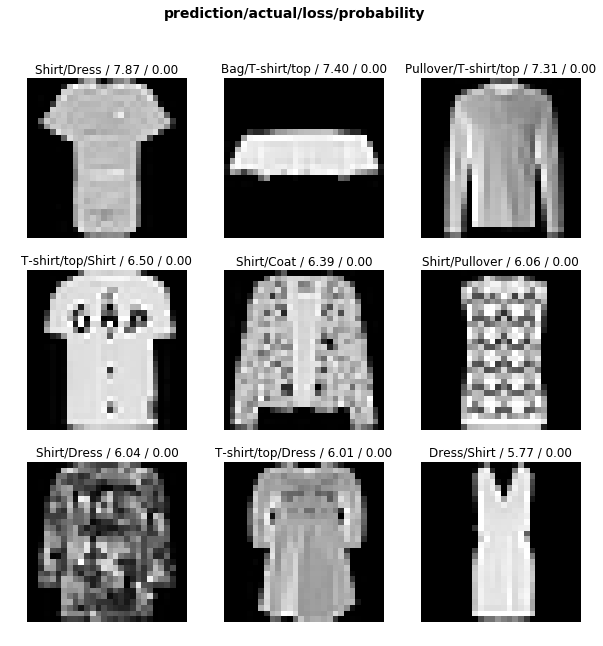 prediction/actual/loss/probability
Shirt/Dress / 7.87 / 0.00
Bag/T-shirt/top / 7.40 / 0.00
Pullover/T-shirt/top / 7.31 / 0.00
T-shirt/top/Shirt / 6.50 / 0.00
Shirt/Coat / 6.39 / 0.00
Shirt/Pullover / 6.06 / 0.00
GAP
Shirt/Dress / 6.04 / 0.00
T-shirt/top/Dress / 6.01 / 0.00
Dress/Shirt / 5.77 / 0.00